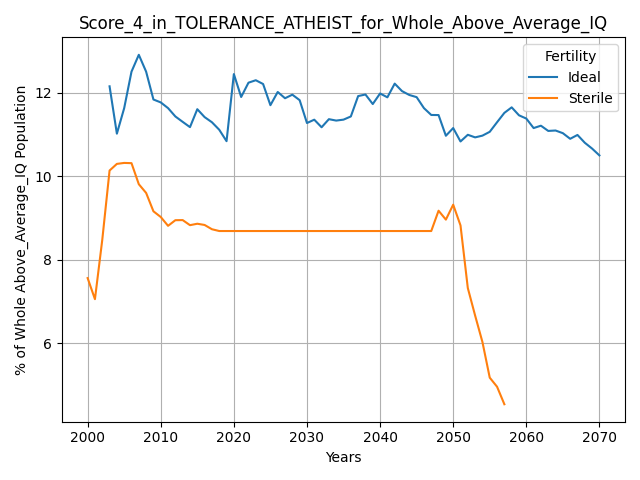 Score_4_in_TOLERANCE_ATHEIST_for_Whole_Above_Average_IQ
Fertility
Ideal
Sterile
% of Whole Above_Average_IQ Population
12
10
8
6
2000 2010 2020 2030 2040 2050 2060 2070
Years